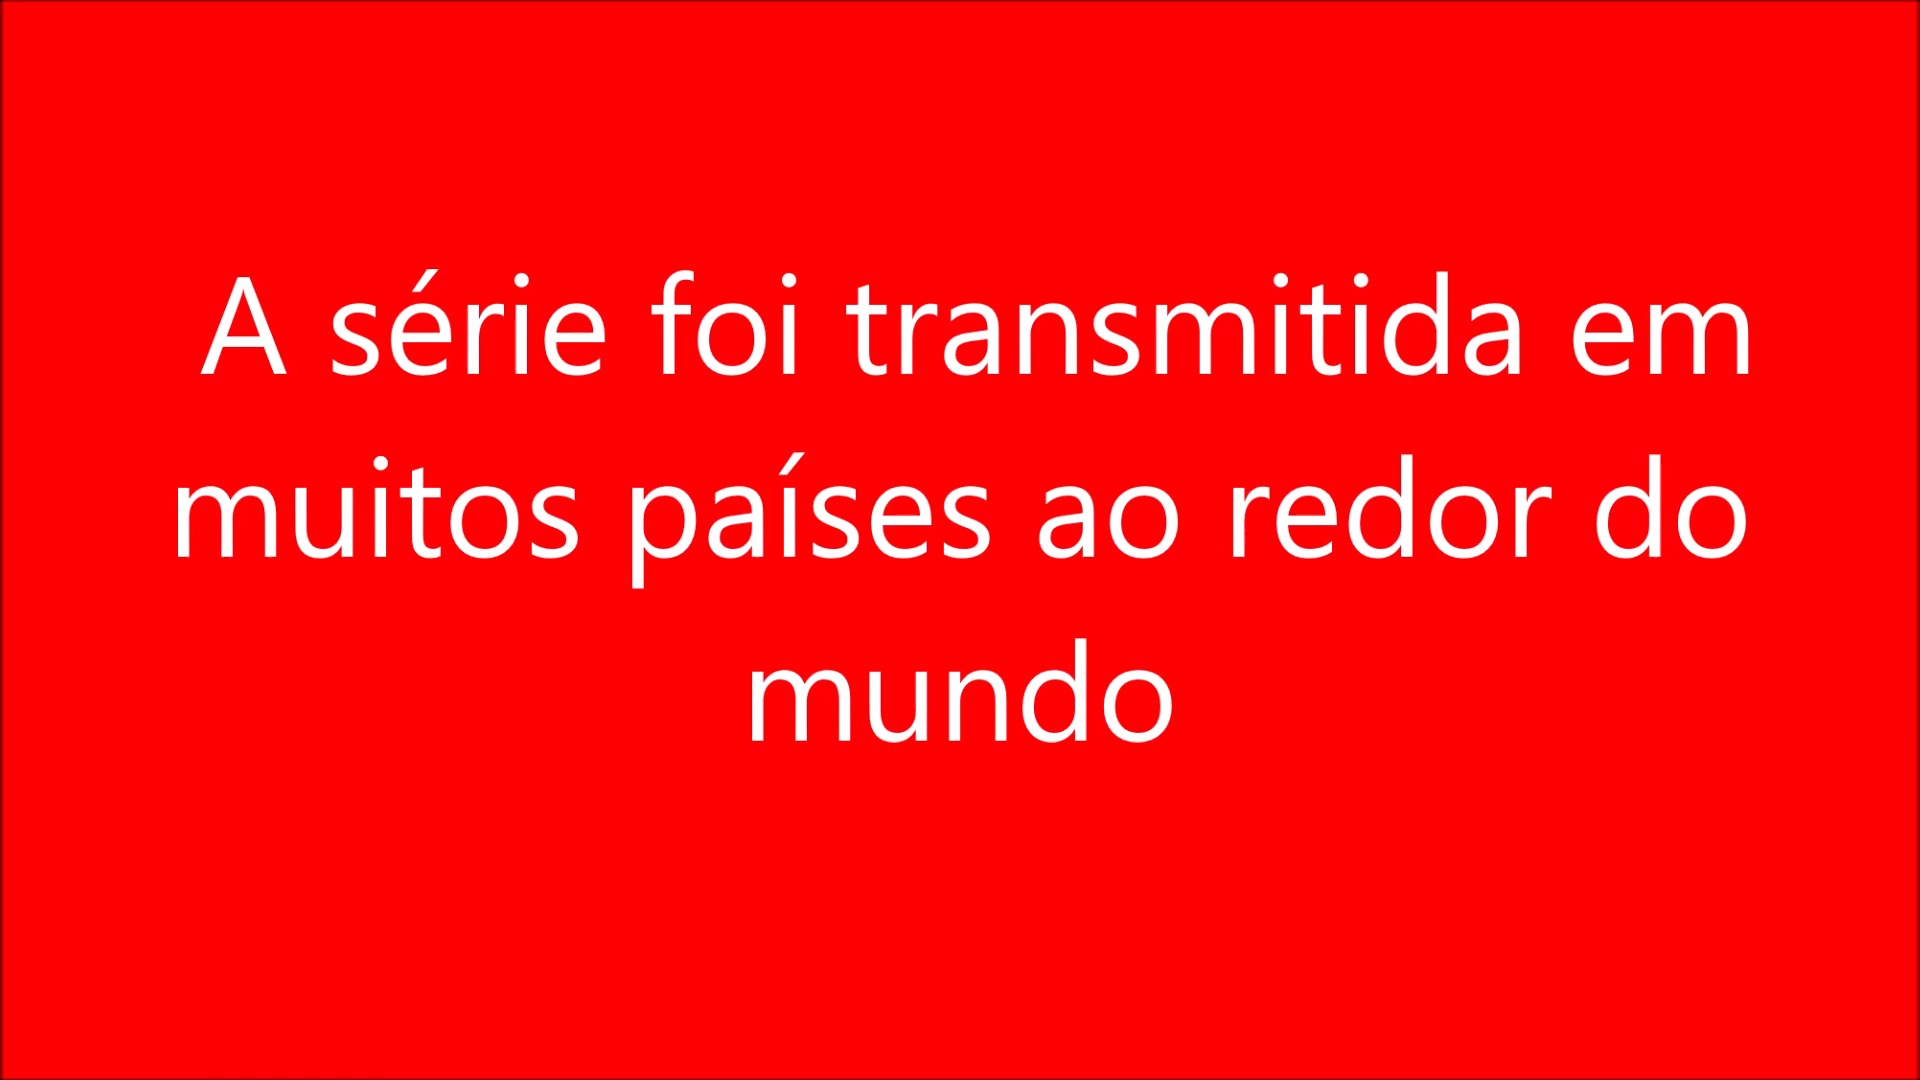 A série foi transmitida em
muitos países ao redor do
mundo